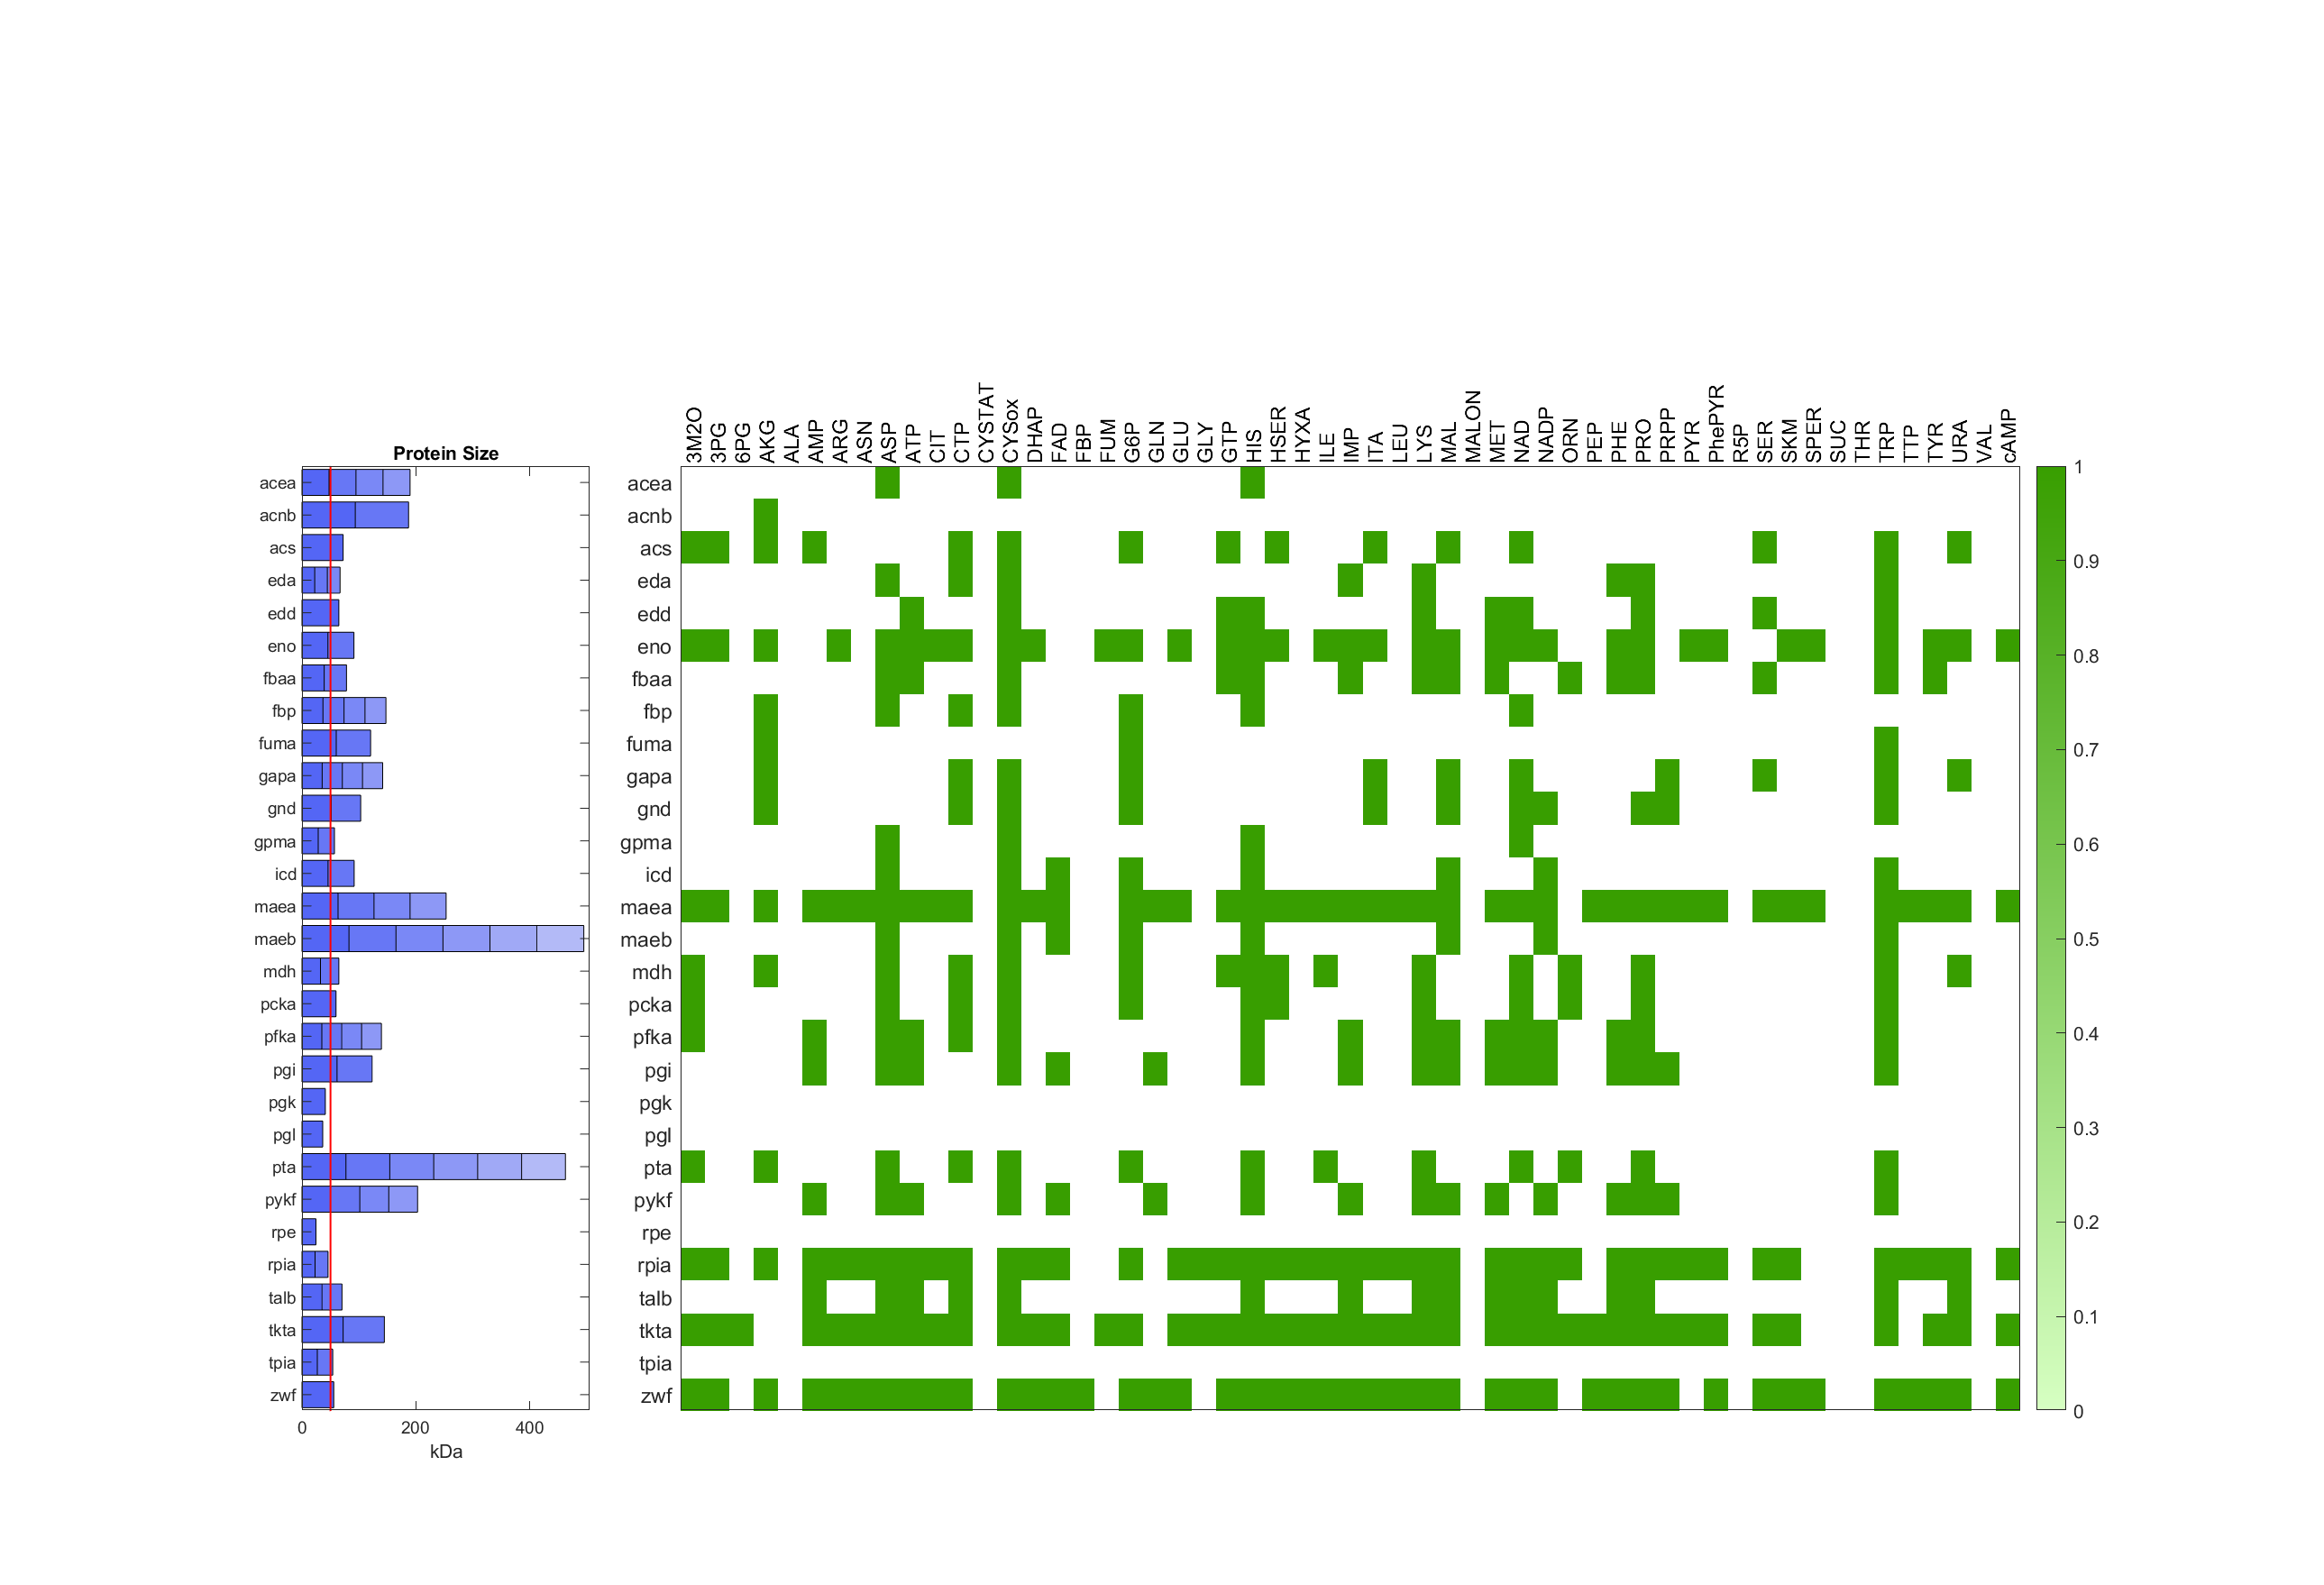 Protein Size
acea
acnb
acs
eda
edd
eno
fbaa
fbp
fuma
gapa
gnd
gpma
icd
maea
maeb
mdh
pcka
pfka
pgi
pgk
pgl
pta
pykf
rpe
rpia
talb
tkta
tpia
zwf
0 200 400
kDa
3M2O 3PG 6PG AKG ALA AMP ARG ASN ASP ATP CIT CTP CYSTAT CYSox DHAP FAD FBP FUM G6P GLN GLU GLY GTP HIS HSER HYXA ILE IMP ITA LEU LYS MAL MALON MET NAD NADP ORN PEP PHE PRO PRPP PYR PhePYR R5P SER SKM SPER SUC THR TRP TTP TYR URA VAL cAMP
acea
acnb
acs
eda
edd
eno
fbaa
fbp
fuma
gapa
gnd
gpma
icd
maea
maeb
mdh
pcka
pfka
pgi
pgk
pgl
pta
pykf
rpe
rpia
talb
tkta
tpia
zwf
1
0.9
0.8
0.7
0.6
0.5
0.4
0.3
0.2
0.1
0